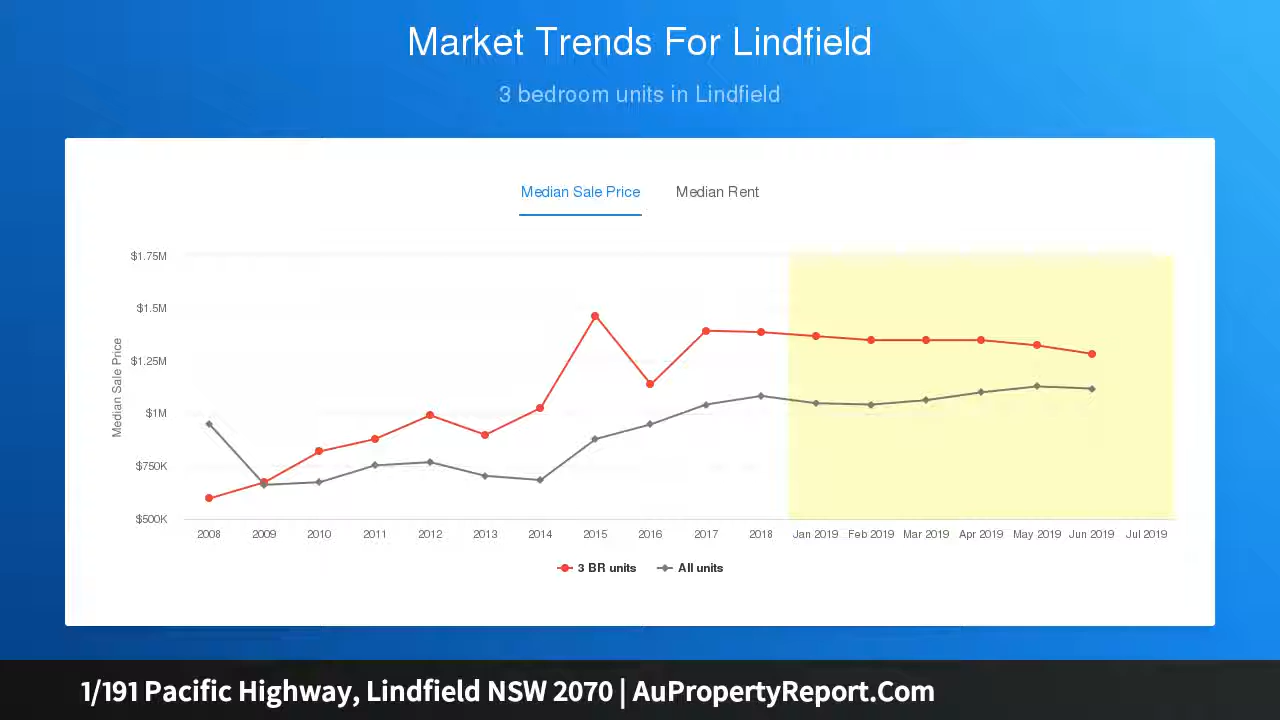 Market Trends For Lindfield
3 bedroom units in Lindfield
Median Sale Price Median Rent
$1.75M
$1.5M
$1.25M
$1M
$750K
$500K
Median Sale Price
2008 2009 2010 2011 2012 2013 2014 2015 2016 2017 2018 Jan 2019 Feb 2019 Mar 2019 Apr 2019 May 2019 Jun 2019 Jul 2019
3 BR units All units
1/191 Pacific Highway, Lindfield NSW 2070 | AuPropertyReport.Com